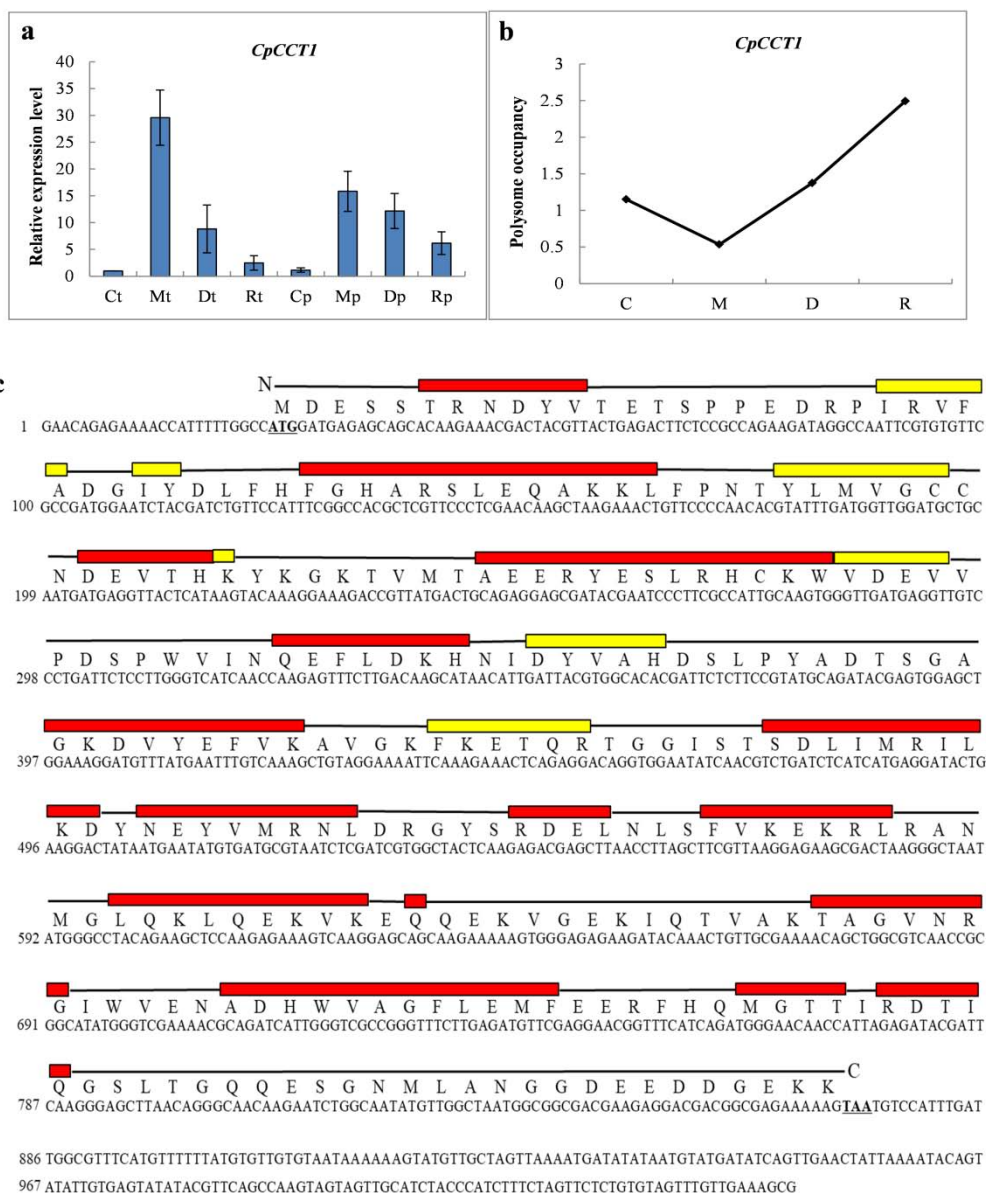 a
CpCCT1
Relative expression level
40
35
30
25
20
15
10
5
0
Ct Mt Dt Rt Cp Mp Dp Rp
b
CpCCT1
Polysome occupancy
3
2.5
2
1.5
1
0.5
0
C M D R
c
N
M D E S S T R N D Y V T E T S P P E D R P I R V F
1 GAACAGAGAAAACCATTTTTGGCCATGGATGAGAGCAGCACAAGAAACGACTACGTTACTGAGACTTCTCCGCCAGAAGATAGGCCAATTCGTGTGTTC
A D G I Y D L F H F G H A R S L E Q A K K L F P N T Y L M V G C C
100 GCCGATGGAATCTACGATCTGTTCCATTTCGGCCACGCTCGTTCCCTCGAACAAGCTAAGAAACTGTTCCCCAACACGTATTTGATGGTTGGATGCTGC
N D E V T H K Y K G K T V M T A E E R Y E S L R H C K W V D E V V
199 AATGATGAGGTTACTCATAAGTACAAAGGAAAGACCGTTATGACTGCAGAGGAGCGATACGAATCCCTTCGCCATTGCAAGTGGGTTGATGAGGTTGTC
P D S P W V I N Q E F L D K H N I D Y V A H D S L P Y A D T S G A
298 CCTGATTCTCCTTGGGTCATCAACCAAGAGTTTCTTGACAAGCATAACATTGATTACGTGGCACACGATTCTCTTCCGTATGCAGATACGAGTGGAGCT
G K D V Y E F V K A V G K F K E T Q R T G G I S T S D L I M R I L
397 GGAAAGGATGTTTATGAATTTGTCAAAGCTGTAGGAAAATTCAAAGAAACTCAGAGGACAGGTGGAATATCAACGTCTGATCTCATCATGAGGATACTG
K D Y N E Y V M R N L D R G Y S R D E L N L S F V K E K R L R A N
496 AAGGACTATAATGAATATGTGATGCGTAATCTCGATCGTGGCTACTCAAGAGACGAGCTTAACCTTAGCTTCGTTAAGGAGAAGCGACTAAGGGCTAAT
M G L Q K L Q E K V K E Q Q E K V G E K I Q T V A K T A G V N R
592 ATGGGCCTACAGAAGCTCCAAGAGAAAGTCAAGGAGCAGCAAGAAAAAGTGGGAGAGAAGATACAAACTGTTGCGAAAACAGCTGGCGTCAACCGC
G I W V E N A D H W V A G F L E M F E E R F H Q M G T T I R D T I
691 GGCATATGGGTCGAAAACGCAGATCATTGGGTCGCCGGGTTTCTTGAGATGTTCGAGGAACGGTTTCATCAGATGGGAACAACCATTAGAGATACGATT
C
Q G S L T G Q Q E S G N M L A N G G D E E D D G E K K
787 CAAGGGAGCTTAACAGGGCAACAAGAATCTGGCAATATGTTGGCTAATGGCGGCGACGAAGAGGACGACGGCGAGAAAAAGTAATGTCCATTTGAT
886 TGGCGTTTCATGTTTTTTATGTGTTGTGTAATAAAAAAGTATGTTGCTAGTTAAAATGATATATAATGTATGATATCAGTTGAACTATTAAAATACAGT
967 ATATTGTGAGTATATACGTTCAGCCAAGTAGTAGTTGCATCTACCCATCTTTCTAGTTCTCTGTGTAGTTTGTTGAAAGCG